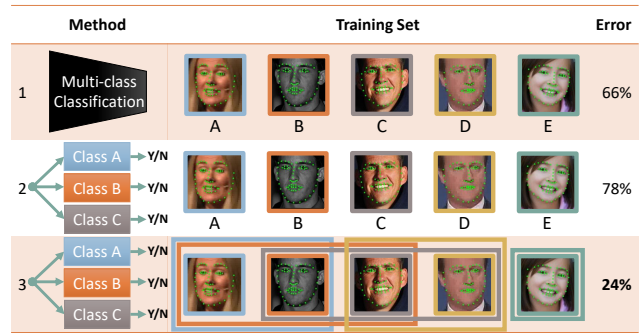 Method Training Set Error
1 Multi-class Classification 66%
A B C D E
2 Class A Y/N 78%
Class B Y/N
Class C Y/N
A B C D E
3 Class A Y/N 24%
Class B Y/N
Class C Y/N